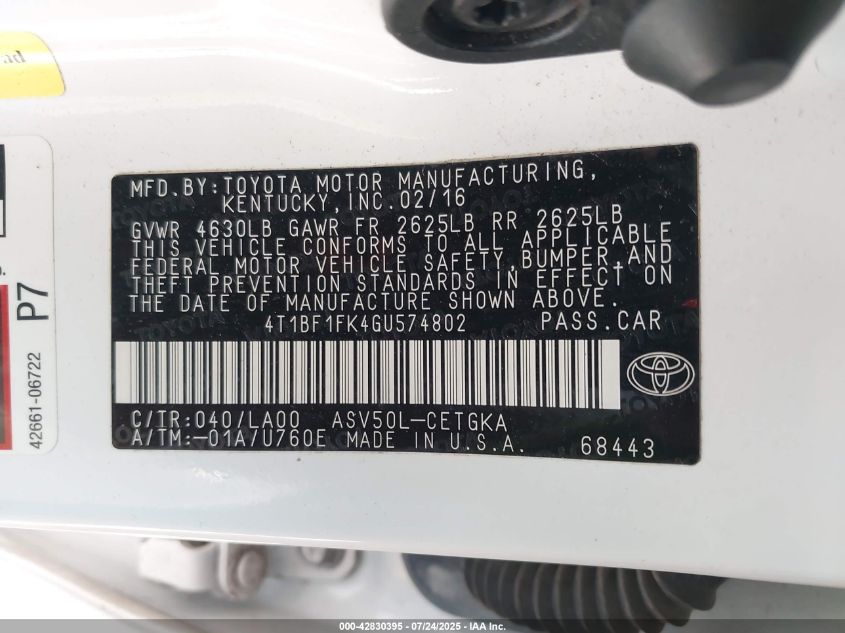 MFD. BY: TOYOTA MOTOR MANUFACTURING,
KENTUCKY, INC. 02/16
GVWR 4630LB GAWR FR 2625LB RR 2625LB
THIS VEHICLE CONFORMS TO ALL APPLICABLE
FEDERAL MOTOR VEHICLE SAFETY, BUMPER, AND
THEFT PREVENTION STANDARDS IN EFFECT ON
THE DATE OF MANUFACTURE SHOWN ABOVE.
4T1BF1FK4GU574802 PASS. CAR
C/TR: 040/LA00 ASV50L-CETGKA
A/TM: -01A/U760E MADE IN U.S.A. 68443
P7
42661-06722
000-42830395 - 07/24/2025 - IAA Inc.